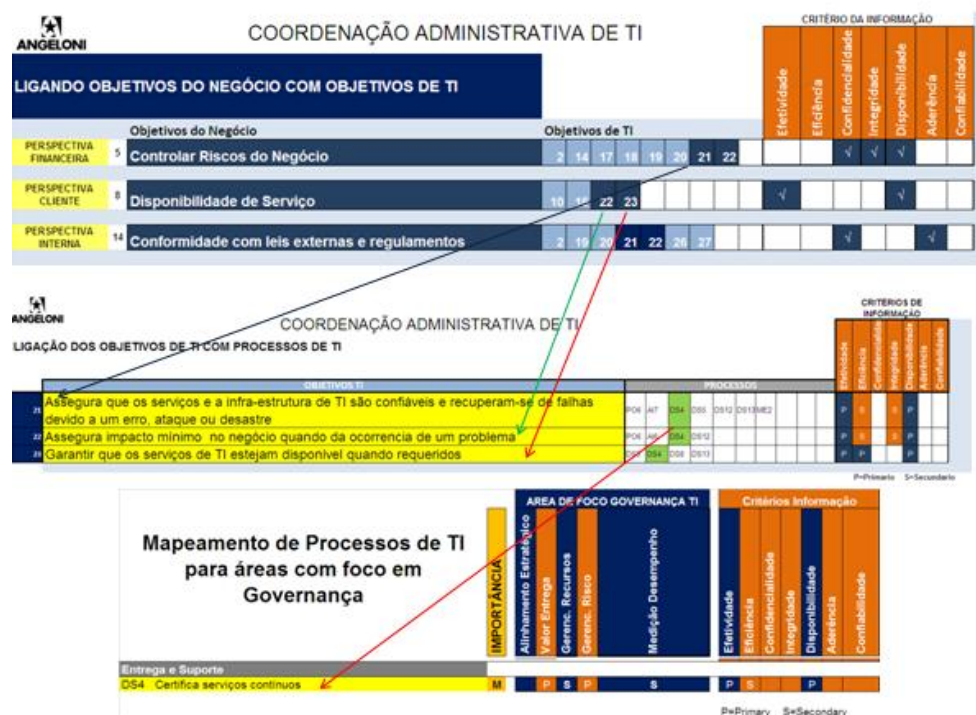 CRITÉRIO DA INFORMAÇÃO
ANGELONI
COORDENAÇÃO ADMINISTRATIVA DE TI
LIGANDO OBJETIVOS DO NEGÓCIO COM OBJETIVOS DE TI
Efetividade
Eficiência
Confidencialidade
Integridade
Disponibilidade
Aderência
Confiabilidade
Objetivos do Negócio Objetivos de TI
PERSPECTIVA FINANCEIRA 5 Controlar Riscos do Negócio 2 14 17 18 19 20 21 22 √ √ √
PERSPECTIVA CLIENTE 8 Disponibilidade de Serviço 10 22 23 √ √
PERSPECTIVA INTERNA 14 Conformidade com leis externas e regulamentos 2 19 20 21 22 26 27 √ √
ANGELONI
COORDENAÇÃO ADMINISTRATIVA DE TI
CRITÉRIOS DE INFORMAÇÃO
LIGAÇÃO DOS OBJETIVOS DE TI COM PROCESSOS DE TI
Efetividade
Eficiência
Confidencialida
Integridade
Disponibilidade
Aderência
Confiabilidade
OBJETIVOS TI PROCESSOS
21 Assegura que os serviços e a infra-estrutura de TI são confiáveis e recuperam-se de falhas
devido a um erro, ataque ou desastre PO6 AI7 DS4 DS5 DS12 DS13 ME2 P S S P
22 Assegura impacto mínimo no negócio quando da ocorrencia de um problema PO6 AI6 DS4 DS12 P S S P
23 Garantir que os serviços de TI estejam disponível quando requeridos DS3 DS4 DS8 DS13 P P P
P=Primario S=Secundario
Mapeamento de Processos de TI
para áreas com foco em
Governança
IMPORTÂNCIA
AREA DE FOCO GOVERNANÇA TI
Alinhamento Estratégico
Valor Entrega
Gerenc. Recursos
Gerenc. Risco
Medição Desempenho
Critérios Informação
Efetividade
Eficiência
Confidencialidade
Integridade
Disponibilidade
Aderência
Confiabilidade
Entrega e Suporte
DS4 Certifica serviços contínuos M P S P S P S P
P=Primary S=Secondary